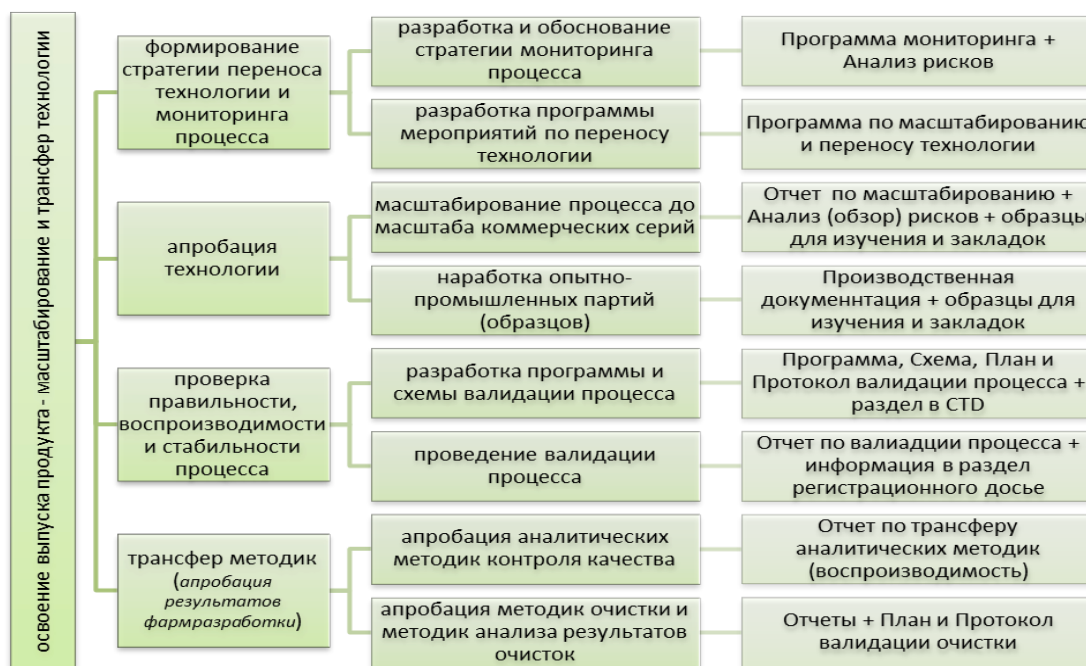 освоение выпуска продукта - масштабирование и трансфер технологии
формирование
стратегии переноса
технологии и
мониторинга
процесса
разработка и обоснование
стратегии мониторинга
процесса
Программа мониторинга +
Анализ рисков
разработка программы
мероприятий по переносу
технологии
Программа по масштабированию
и переносу технологии
апробация
технологии
масштабирование процесса до
масштаба коммерческих серий
Отчет по масштабированию +
Анализ (обзор) рисков + образцы
для изучения и закладок
наработка опытно-
промышленных партий
(образцов)
Производственная
документнтация + образцы для
изучения и закладок
проверка
правильности,
воспроизводимости
и стабильности
процесса
разработка программы и
схемы валидации процесса
Программа, Схема, План и
Протокол валидации процесса +
раздел в CTD
проведение валидации
процесса
Отчет по валиадции процесса +
информация в раздел
регистрационного досье
трансфер методик
(апробация
результатов
фармразработки)
апробация аналитических
методик контроля качества
Отчет по трансферу
аналитических методик
(воспроизводимость)
апробация методик очистки и
методик анализа результатов
очисток
Отчеты + План и Протокол
валидации очистки